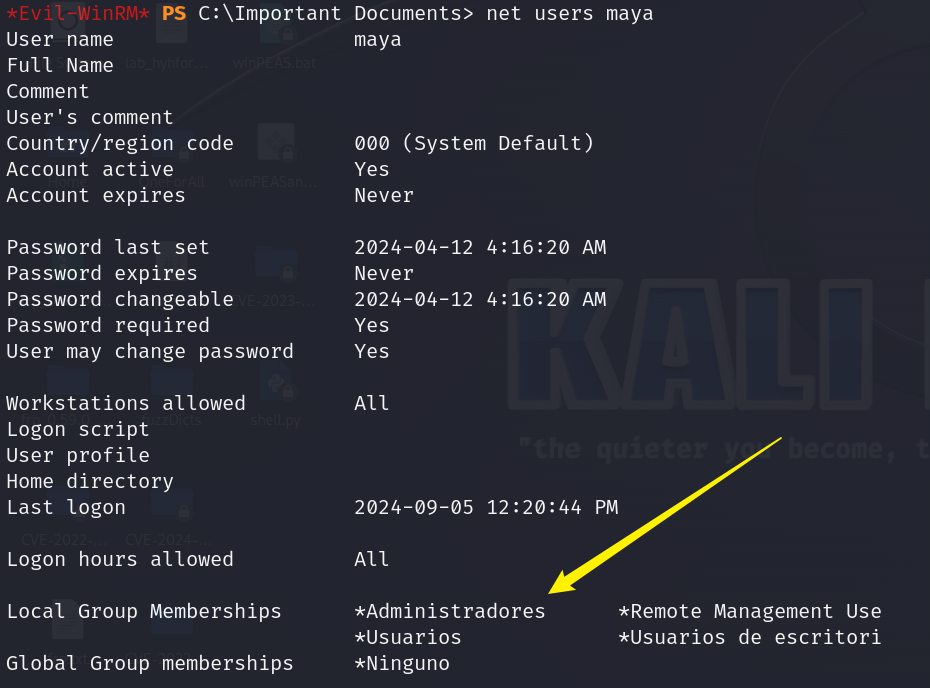 *Evil-WinRM* PS C:\Important Documents> net users maya
User name                    maya
Full Name
Comment
User's comment
Country/region code          000 (System Default)
Account active               Yes
Account expires              Never
Password last set            2024-04-12 4:16:20 AM
Password expires             Never
Password changeable          2024-04-12 4:16:20 AM
Password required            Yes
User may change password     Yes
Workstations allowed         All
Logon script
User profile
Home directory
Last logon                   2024-09-05 12:20:44 PM
Logon hours allowed          All
Local Group Memberships      *Administradores      *Remote Management Use
*Usuarios             *Usuarios de escritori
Global Group memberships     *Ninguno
winPEAS.bat
lab_hyhfor...
winPEASan...
shell.py
CVE-2022-...
CVE-2024-...
KALI
"the quieter you become, t